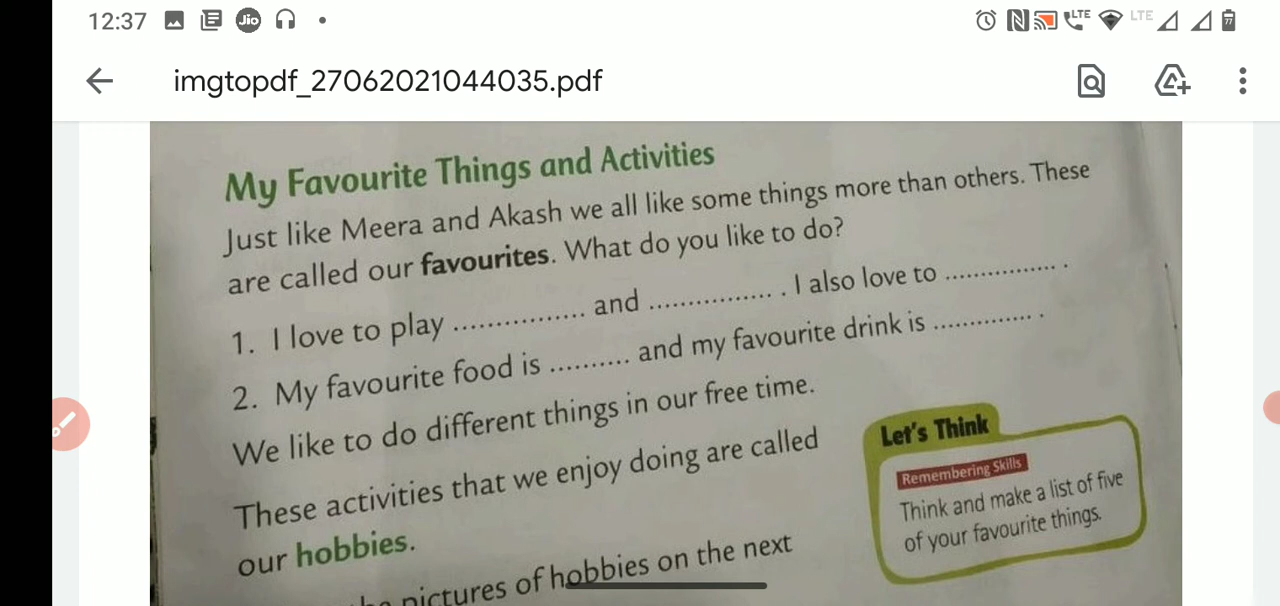 12:37
Jio
LTE
LTE
77
imgtopdf_27062021044035.pdf
My Favourite Things and Activities
Just like Meera and Akash we all like some things more than others. These
are called our favourites. What do you like to do?
1. I love to play ................ and ............... . I also love to ................ .
2. My favourite food is .......... and my favourite drink is .............. .
We like to do different things in our free time.
These activities that we enjoy doing are called
our hobbies.
pictures of hobbies on the next
Let's Think
Remembering Skills
Think and make a list of five
of your favourite things.